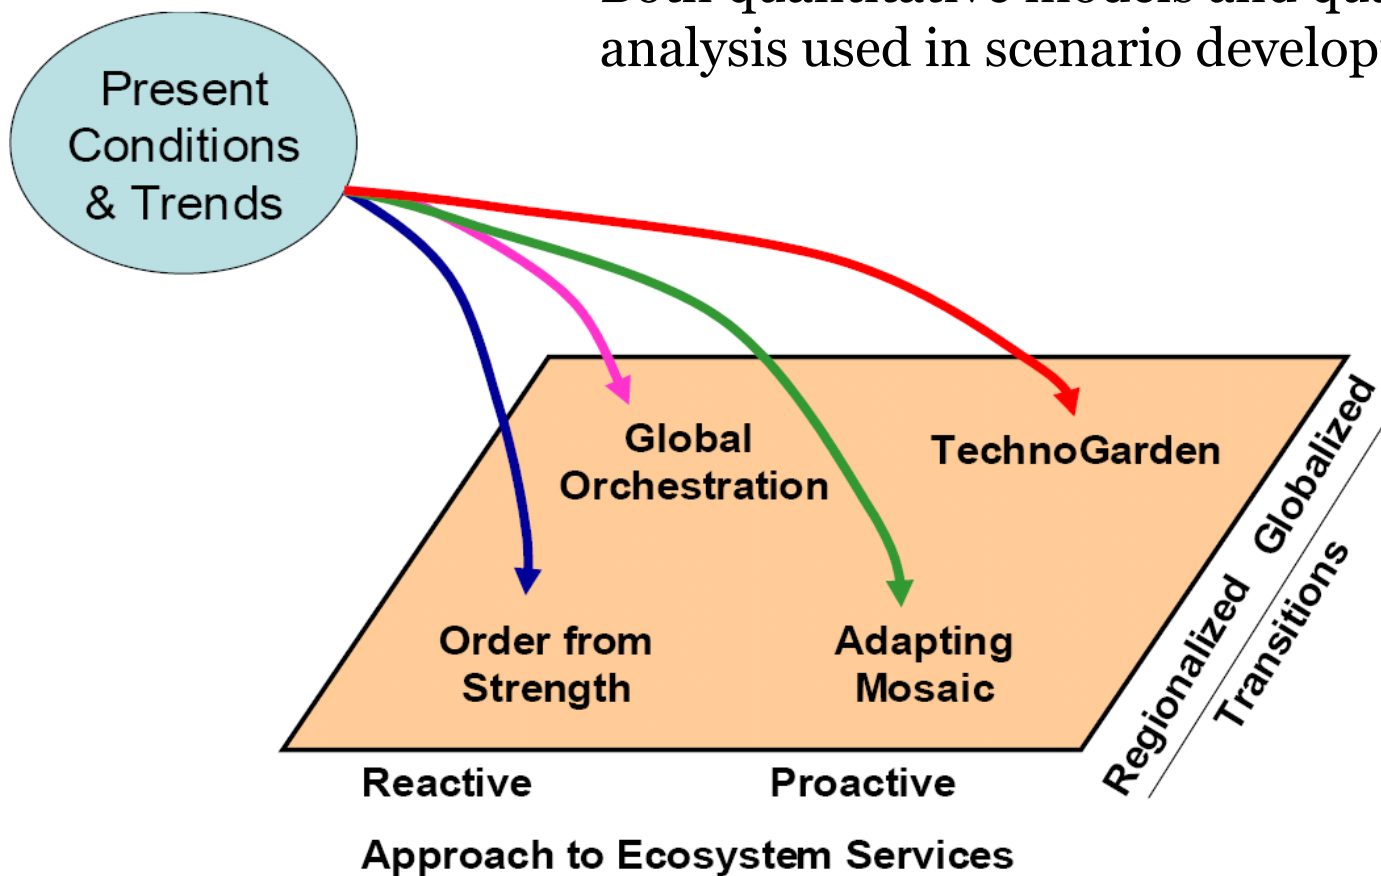 analysis used in scenario
Present
Conditions
& Trends
Global
Orchestration
TechnoGarden
Order from
Strength
Adapting
Mosaic
Regionalized Globalized
Transitions
Reactive Proactive
Approach to Ecosystem Services